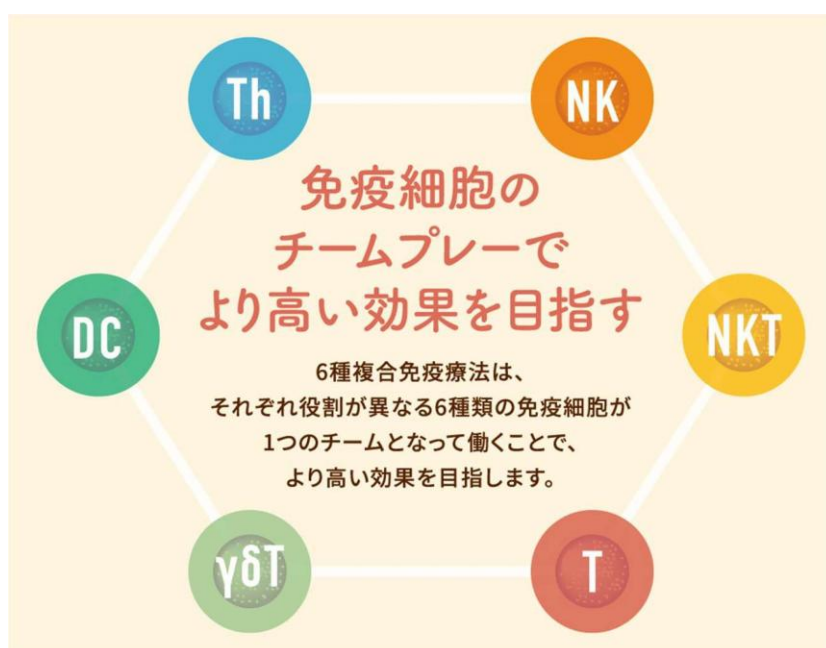 Th
NK
免疫細胞の
チームプレーで
より高い効果を目指す
DC
NKT
6種複合免疫療法は、
それぞれ役割が異なる6種類の免疫細胞が
1つのチームとなって働くことで、
より高い効果を目指します。
γδT
T